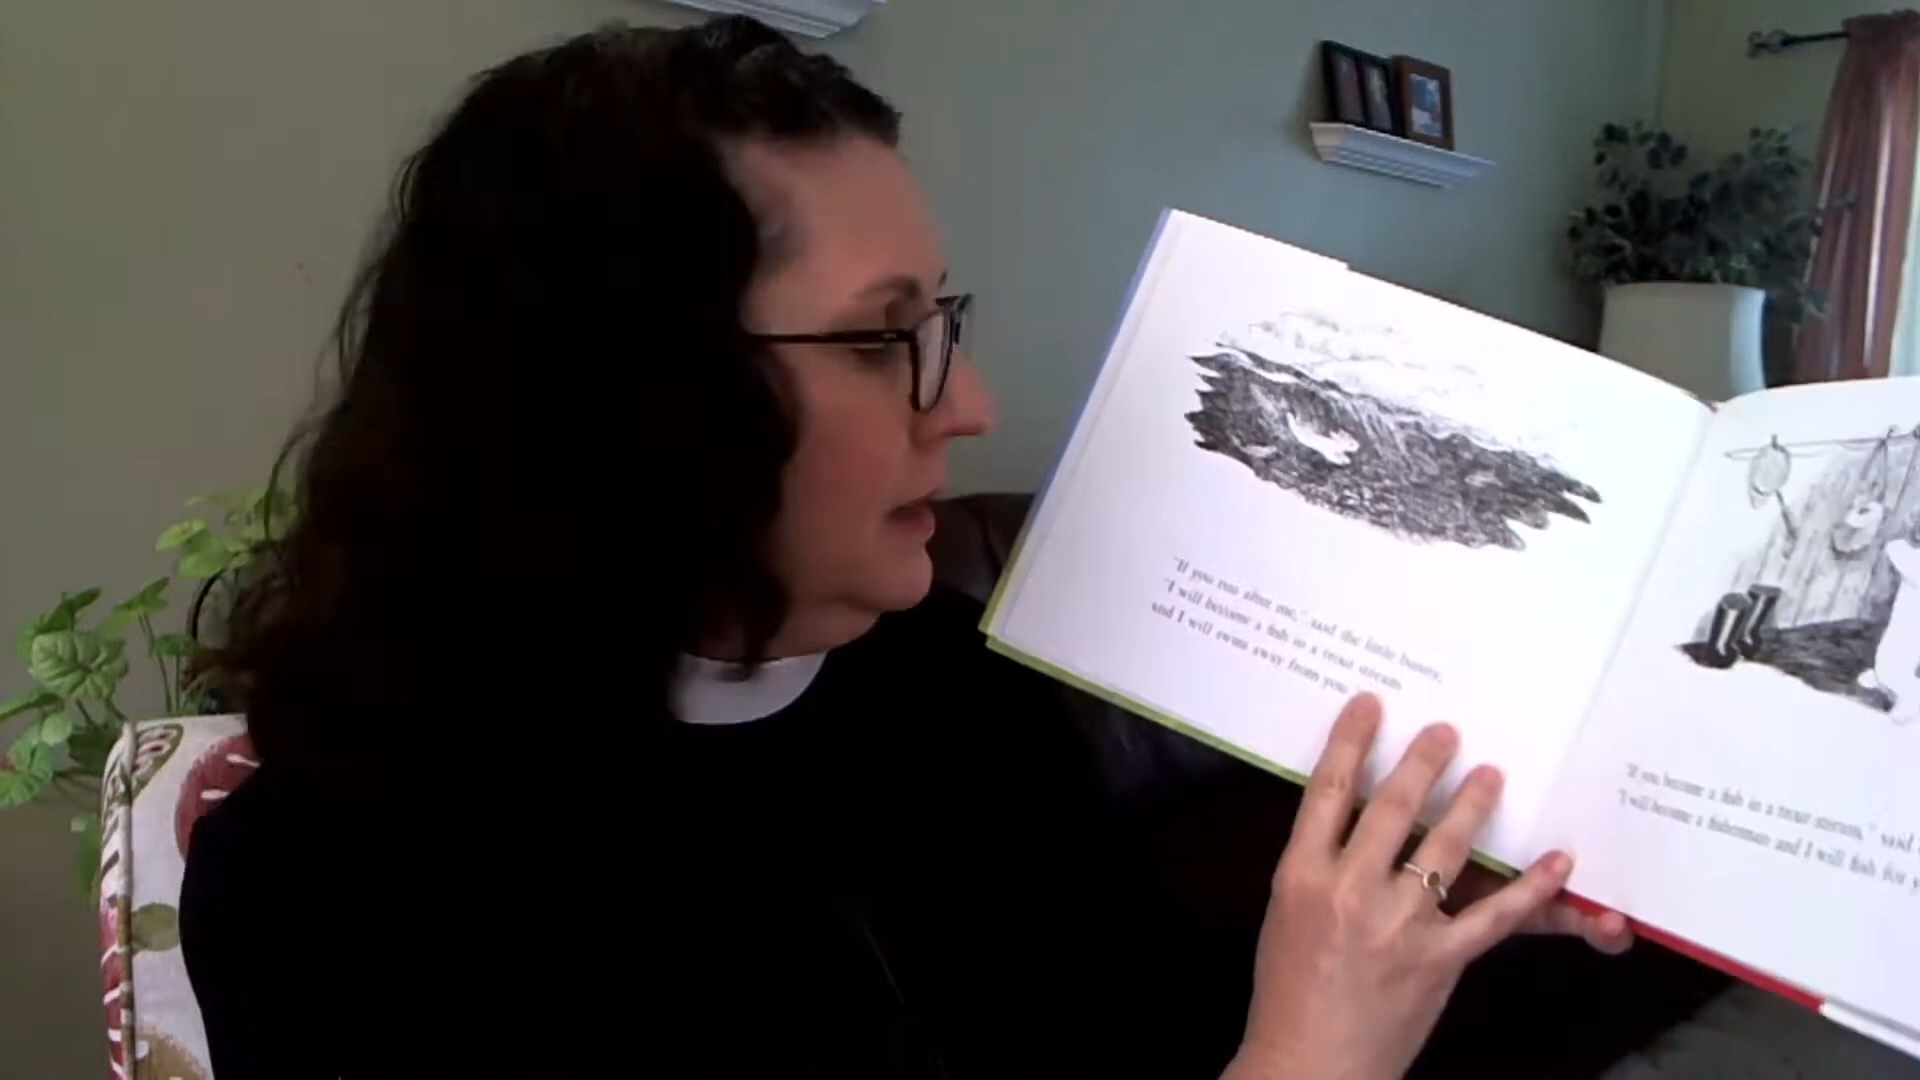 "If you run after me," said the little bunny,
"I will become a fish in a trout stream
and I will swim away from you."
"If you become a fish in a trout stream," said
"I will become a fisherman and I will fish for